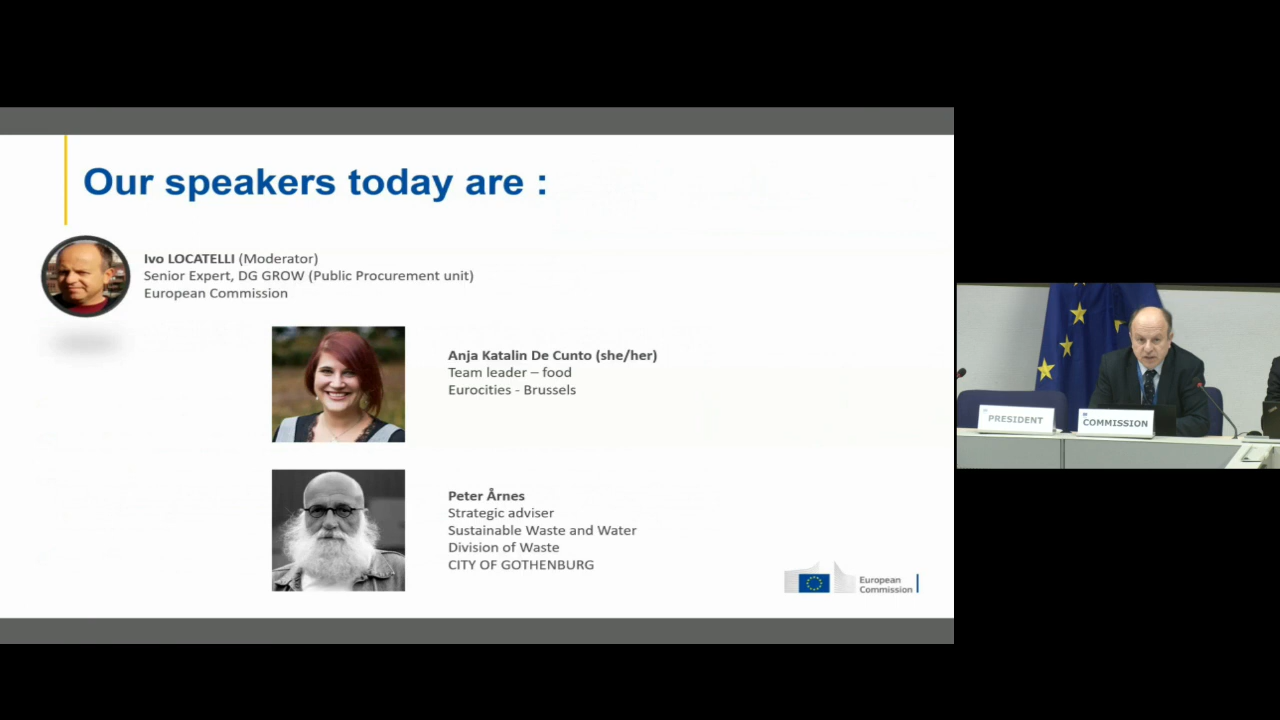 Our speakers today are :
Ivo LOCATELLI (Moderator)
Senior Expert, DG GROW (Public Procurement unit)
European Commission
Anja Katalin De Cunto (she/her)
Team leader – food
Eurocities - Brussels
Peter Årnes
Strategic adviser
Sustainable Waste and Water
Division of Waste
CITY OF GOTHENBURG
European
Commission
PRESIDENT
COMMISSION